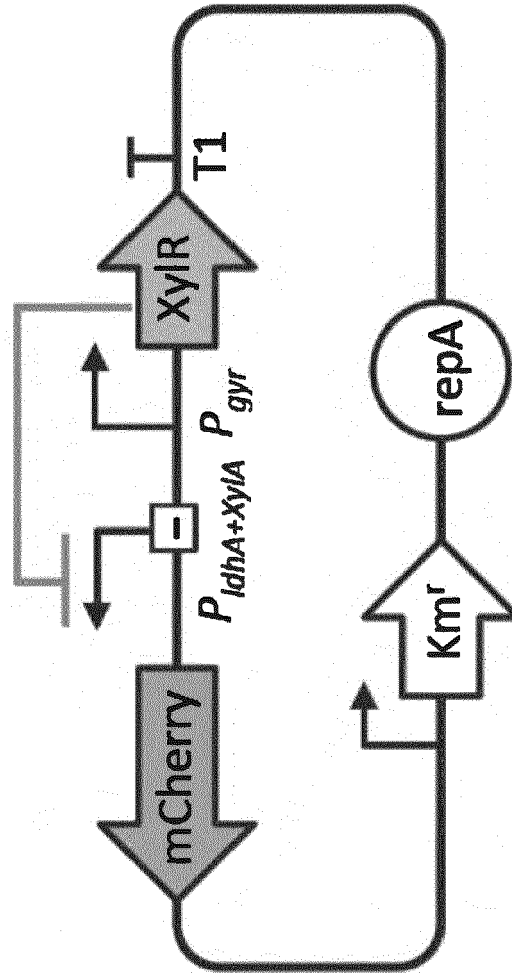 mCherry
−
XylR
P_ldhA+XylA
P_gyr
T1
Km^r
repA